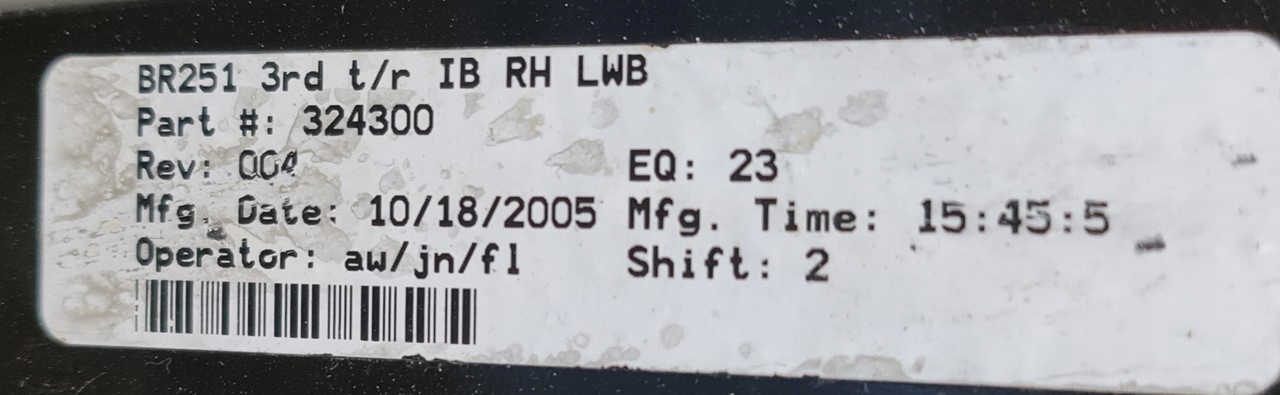 BR251 3rd t/r IB RH LWB
Part #: 324300
Rev: 004 EQ: 23
Mfg. Date: 10/18/2005 Mfg. Time: 15:45:5
Operator: aw/jn/fl Shift: 2